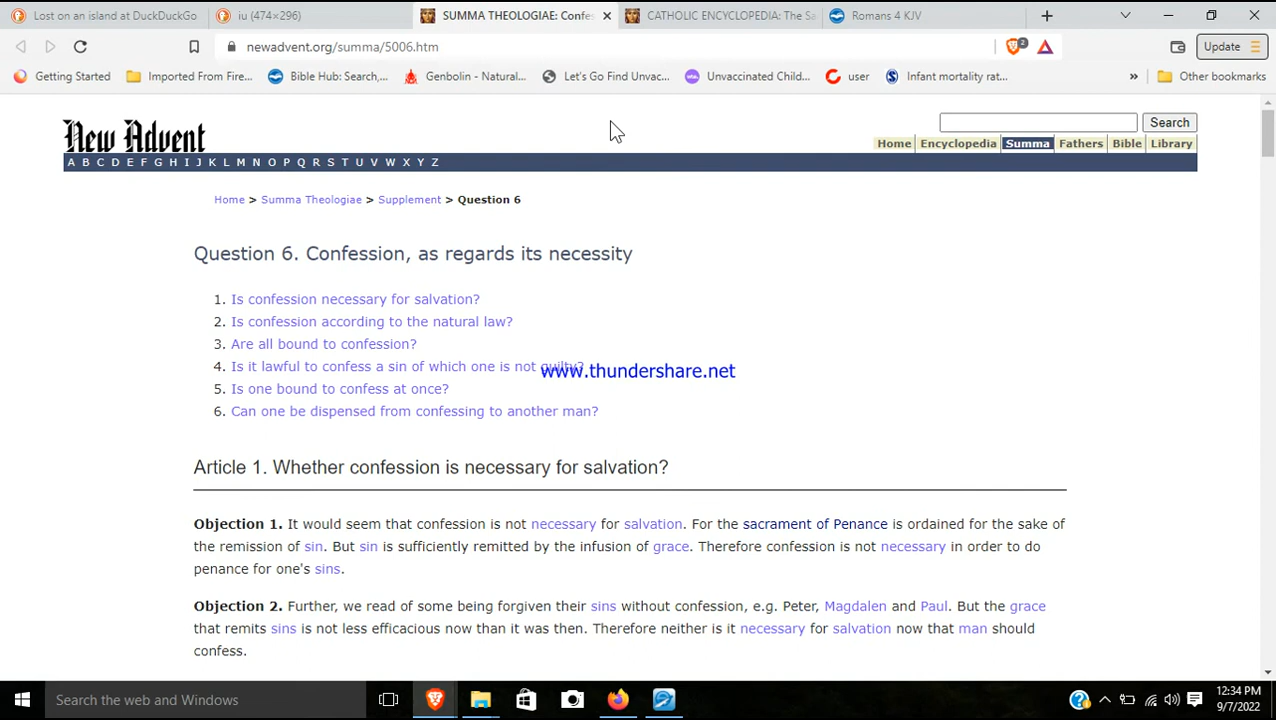 Lost on an island at DuckDuckGo
iu (474×296)
SUMMA THEOLOGIAE: Confes
CATHOLIC ENCYCLOPEDIA: The Sa
Romans 4 KJV
newadvent.org/summa/5006.htm
2
Update
Getting Started
Imported From Fire...
Bible Hub: Search,...
Genbolin - Natural...
Let's Go Find Unvac...
Unvaccinated Child...
user
Infant mortality rat...
»
Other bookmarks
New Advent
Search
Home Encyclopedia Summa Fathers Bible Library
A B C D E F G H I J K L M N O P Q R S T U V W X Y Z
Home > Summa Theologiae > Supplement > Question 6
Question 6. Confession, as regards its necessity
1. Is confession necessary for salvation?
2. Is confession according to the natural law?
3. Are all bound to confession?
4. Is it lawful to confess a sin of which one is not guilty?
www.thundershare.net
5. Is one bound to confess at once?
6. Can one be dispensed from confessing to another man?
Article 1. Whether confession is necessary for salvation?
Objection 1. It would seem that confession is not necessary for salvation. For the sacrament of Penance is ordained for the sake of
the remission of sin. But sin is sufficiently remitted by the infusion of grace. Therefore confession is not necessary in order to do
penance for one's sins.
Objection 2. Further, we read of some being forgiven their sins without confession, e.g. Peter, Magdalen and Paul. But the grace
that remits sins is not less efficacious now than it was then. Therefore neither is it necessary for salvation now that man should
confess.
Search the web and Windows
12:34 PM
9/7/2022